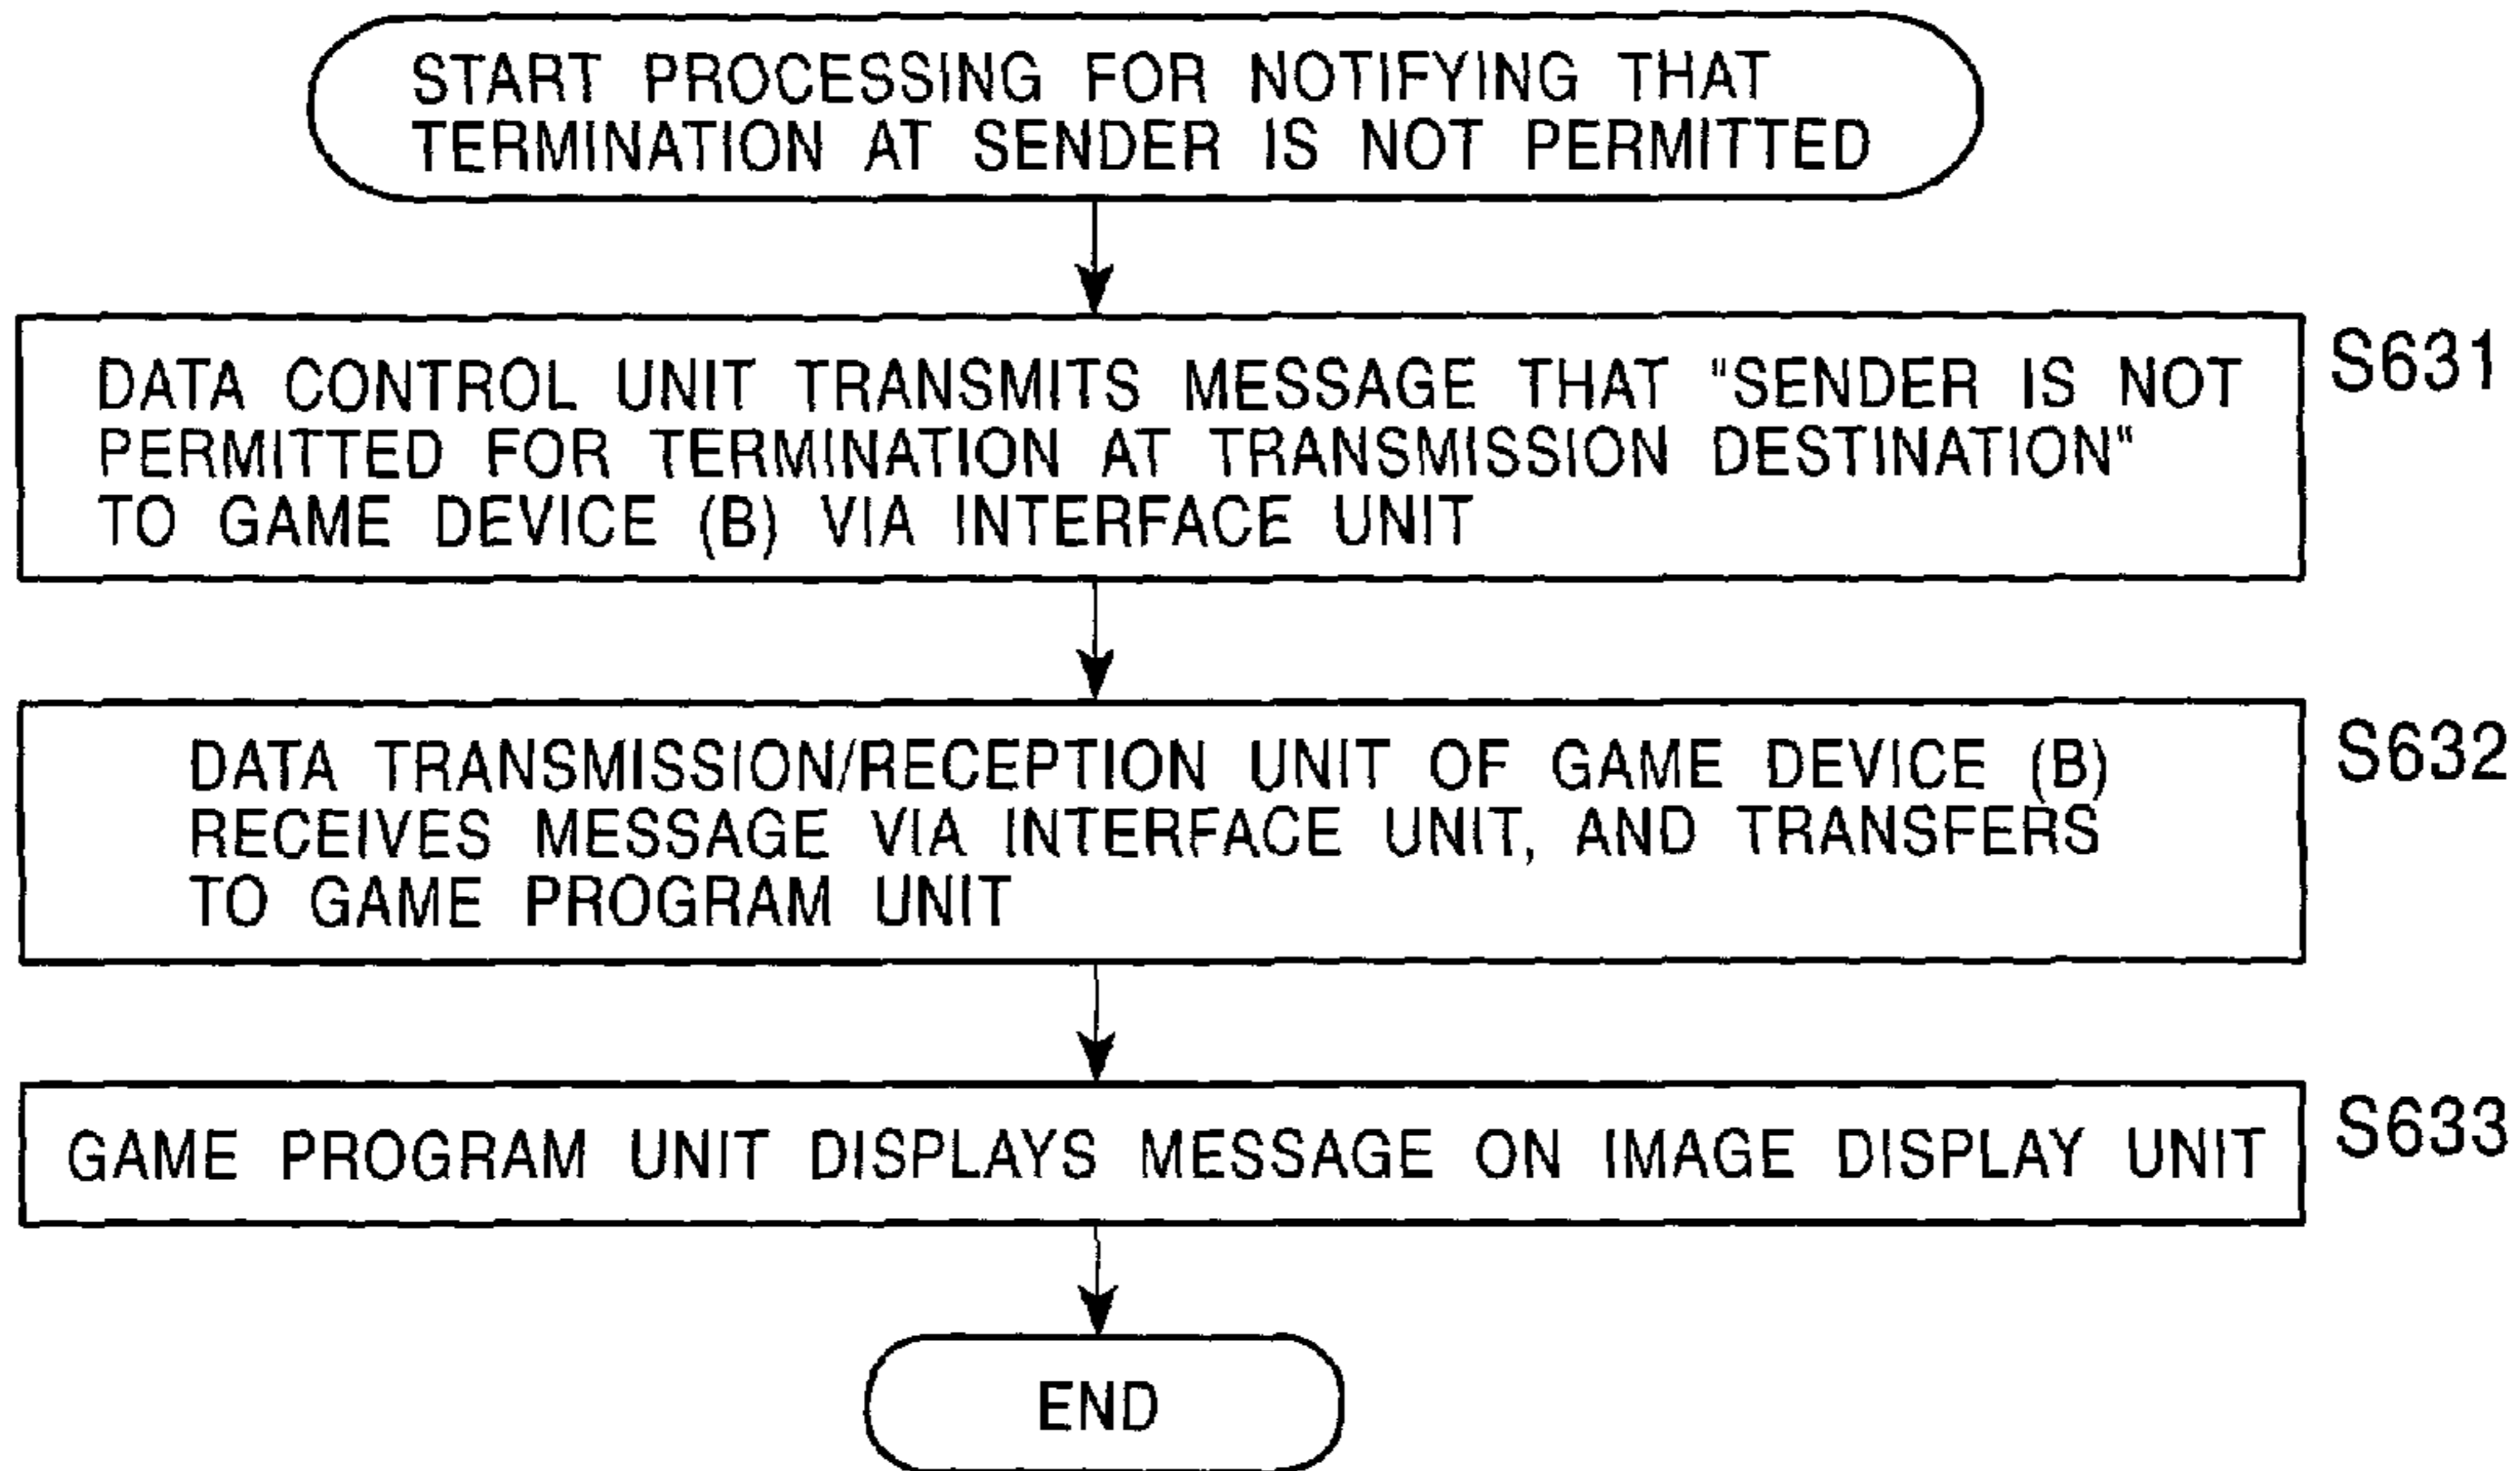 START PROCESSING FOR NOTIFYING THAT
TERMINATION AT SENDER IS NOT PERMITTED
DATA CONTROL UNIT TRANSMITS MESSAGE THAT "SENDER IS NOT
PERMITTED FOR TERMINATION AT TRANSMISSION DESTINATION"
TO GAME DEVICE (B) VIA INTERFACE UNIT
S631
DATA TRANSMISSION/RECEPTION UNIT OF GAME DEVICE (B)
RECEIVES MESSAGE VIA INTERFACE UNIT, AND TRANSFERS
TO GAME PROGRAM UNIT
S632
GAME PROGRAM UNIT DISPLAYS MESSAGE ON IMAGE DISPLAY UNIT
S633
END